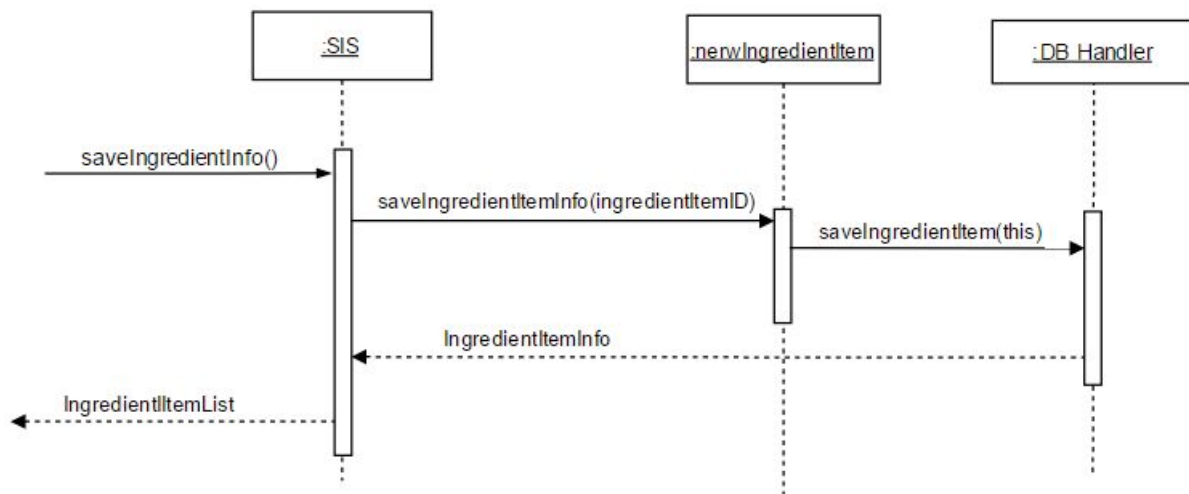 :SIS
:nerwIngredientItem
:DB Handler
saveIngredientInfo()
saveIngredientItemInfo(ingredientItemID)
saveIngredientItem(this)
IngredientItemInfo
IngredientIItemList